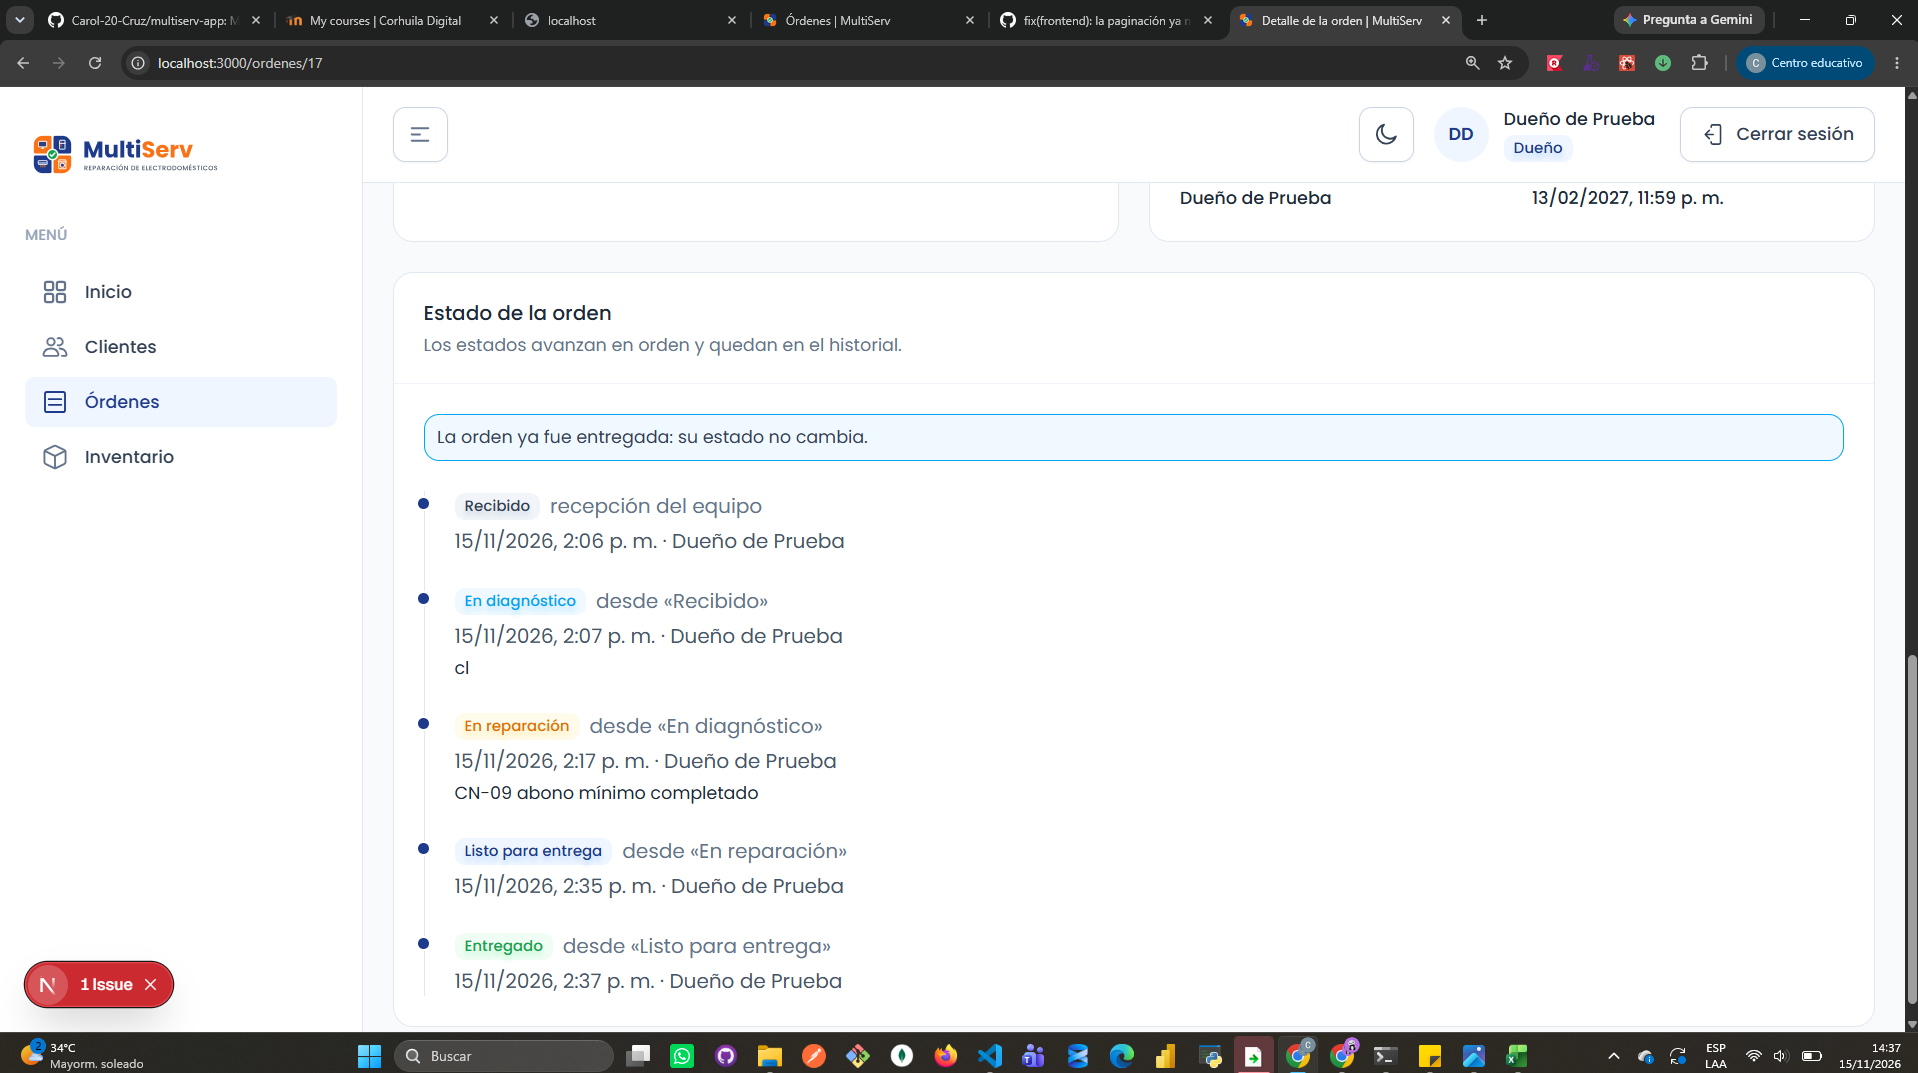 Carol-20-Cruz/multiserv-app: M
My courses | Corhuila Digital
localhost
Órdenes | MultiServ
fix(frontend): la paginación ya n
Detalle de la orden | MultiServ
Pregunta a Gemini
localhost:3000/ordenes/17
C Centro educativo
MultiServ
REPARACIÓN DE ELECTRODOMÉSTICOS
DD
Dueño de Prueba
Dueño
Cerrar sesión
MENÚ
Inicio
Clientes
Órdenes
Inventario
Dueño de Prueba
13/02/2027, 11:59 p. m.
Estado de la orden
Los estados avanzan en orden y quedan en el historial.
La orden ya fue entregada: su estado no cambia.
Recibido recepción del equipo
15/11/2026, 2:06 p. m. · Dueño de Prueba
En diagnóstico desde «Recibido»
15/11/2026, 2:07 p. m. · Dueño de Prueba
cl
En reparación desde «En diagnóstico»
15/11/2026, 2:17 p. m. · Dueño de Prueba
CN-09 abono mínimo completado
Listo para entrega desde «En reparación»
15/11/2026, 2:35 p. m. · Dueño de Prueba
Entregado desde «Listo para entrega»
15/11/2026, 2:37 p. m. · Dueño de Prueba
N 1 Issue
2
34°C
Mayorm. soleado
Buscar
ESP
LAA
14:37
15/11/2026